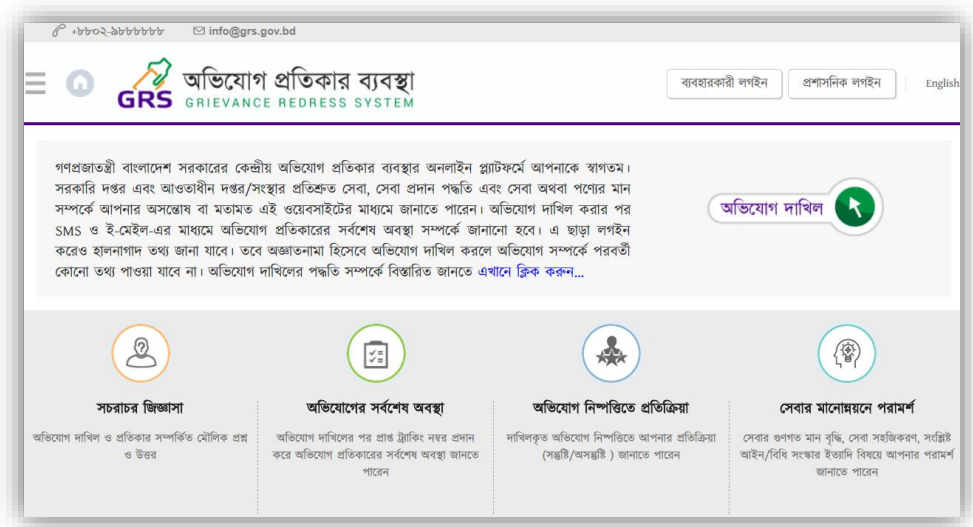 +৮৮০২-৯৮৮৮৮৮৮ info@grs.gov.bd
অভিযোগ প্রতিকার ব্যবস্থা
GRS GRIEVANCE REDRESS SYSTEM
ব্যবহারকারী লগইন প্রশাসনিক লগইন English
গণপ্রজাতন্ত্রী বাংলাদেশ সরকারের কেন্দ্রীয় অভিযোগ প্রতিকার ব্যবস্থার অনলাইন প্ল্যাটফর্মে আপনাকে স্বাগতম।
সরকারি দপ্তর এবং আওতাধীন দপ্তর/সংস্থার প্রতিশ্রুত সেবা, সেবা প্রদান পদ্ধতি এবং সেবা অথবা পণ্যের মান
সম্পর্কে আপনার অসন্তোষ বা মতামত এই ওয়েবসাইটের মাধ্যমে জানাতে পারেন। অভিযোগ দাখিল করার পর
SMS ও ই-মেইল-এর মাধ্যমে অভিযোগ প্রতিকারের সর্বশেষ অবস্থা সম্পর্কে জানানো হবে। এ ছাড়া লগইন
করেও হালনাগাদ তথ্য জানা যাবে। তবে অজ্ঞাতনামা হিসেবে অভিযোগ দাখিল করলে অভিযোগ সম্পর্কে পরবর্তী
কোনো তথ্য পাওয়া যাবে না। অভিযোগ দাখিলের পদ্ধতি সম্পর্কে বিস্তারিত জানতে এখানে ক্লিক করুন...
অভিযোগ দাখিল
সচরাচর জিজ্ঞাসা
অভিযোগ দাখিল ও প্রতিকার সম্পর্কিত মৌলিক প্রশ্ন
ও উত্তর
অভিযোগের সর্বশেষ অবস্থা
অভিযোগ দাখিলের পর প্রাপ্ত ট্র্যাকিং নম্বর প্রদান
করে অভিযোগ প্রতিকারের সর্বশেষ অবস্থা জানতে
পারেন
অভিযোগ নিষ্পত্তিতে প্রতিক্রিয়া
দাখিলকৃত অভিযোগ নিষ্পত্তিতে আপনার প্রতিক্রিয়া
(সন্তুষ্টি/অসন্তুষ্টি ) জানাতে পারেন
সেবার মানোন্নয়নে পরামর্শ
সেবার গুণগত মান বৃদ্ধি, সেবা সহজিকরণ, সংশ্লিষ্ট
আইন/বিধি সংস্কার ইত্যাদি বিষয়ে আপনার পরামর্শ
জানাতে পারেন